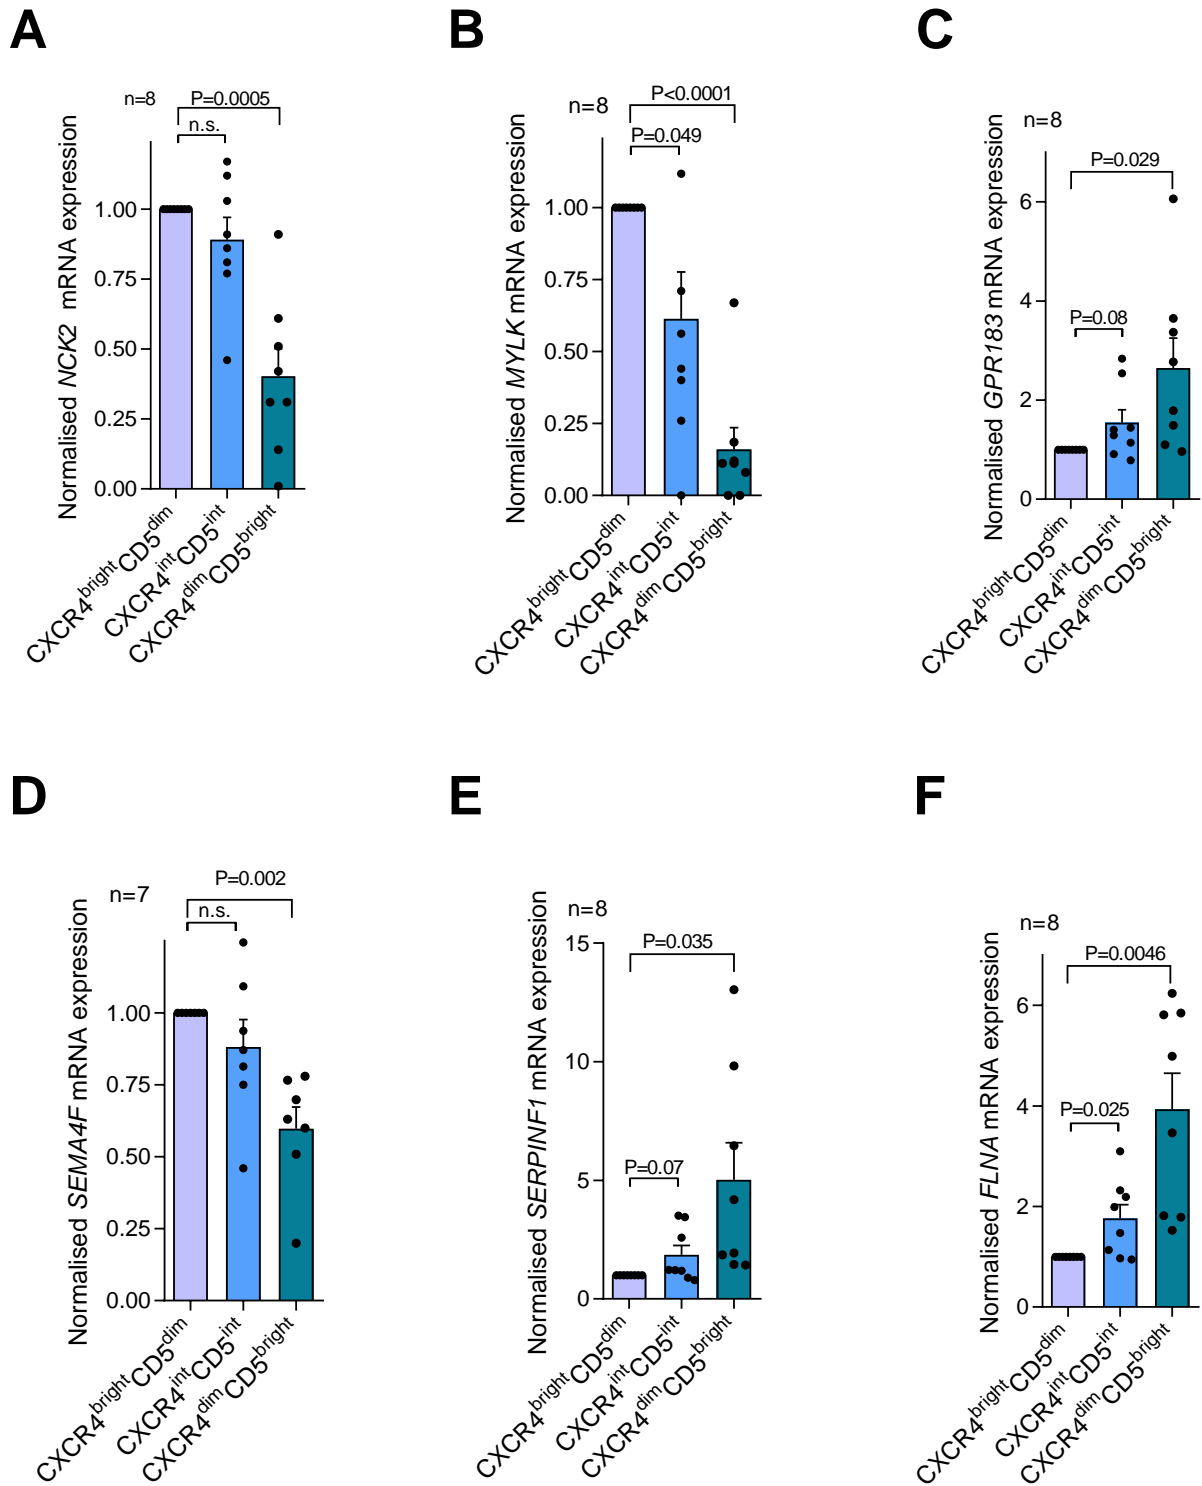 A
n=8
P=0.0005
n.s.
Normalised NCK2 mRNA expression
1.00
0.75
0.50
0.25
0.00
CXCR4brightCD5dim
CXCR4intCD5int
CXCR4dimCD5bright
B
n=8
P<0.0001
P=0.049
Normalised MYLK mRNA expression
1.00
0.75
0.50
0.25
0.00
CXCR4brightCD5dim
CXCR4intCD5int
CXCR4dimCD5bright
C
n=8
P=0.029
P=0.08
Normalised GPR183 mRNA expression
6
4
2
0
CXCR4brightCD5dim
CXCR4intCD5int
CXCR4dimCD5bright
D
n=7
P=0.002
n.s.
Normalised SEMA4F mRNA expression
1.00
0.75
0.50
0.25
0.00
CXCR4brightCD5dim
CXCR4intCD5int
CXCR4dimCD5bright
E
n=8
P=0.035
P=0.07
Normalised SERPINF1 mRNA expression
15
10
5
0
CXCR4brightCD5dim
CXCR4intCD5int
CXCR4dimCD5bright
F
n=8
P=0.0046
P=0.025
Normalised FLNA mRNA expression
6
4
2
0
CXCR4brightCD5dim
CXCR4intCD5int
CXCR4dimCD5bright